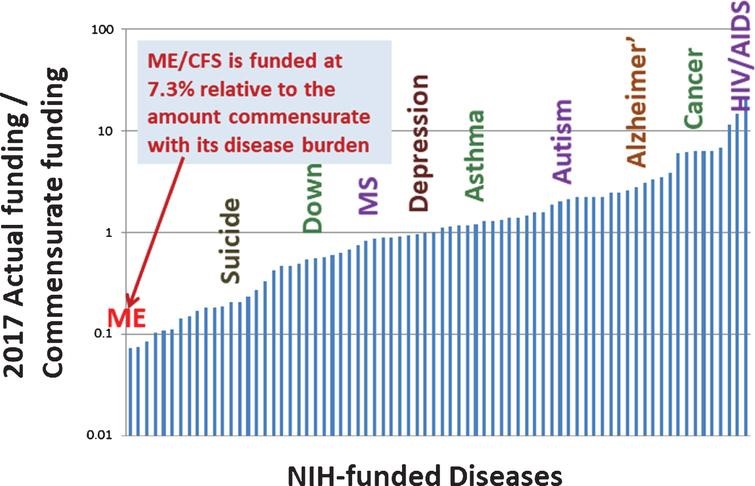 2017 Actual funding /
Commensurate funding
100
10
1
0.1
0.01
ME/CFS is funded at
7.3% relative to the
amount commensurate
with its disease burden
ME
Suicide
Down
MS
Depression
Asthma
Autism
Alzheimer’
Cancer
HIV/AIDS
NIH-funded Diseases